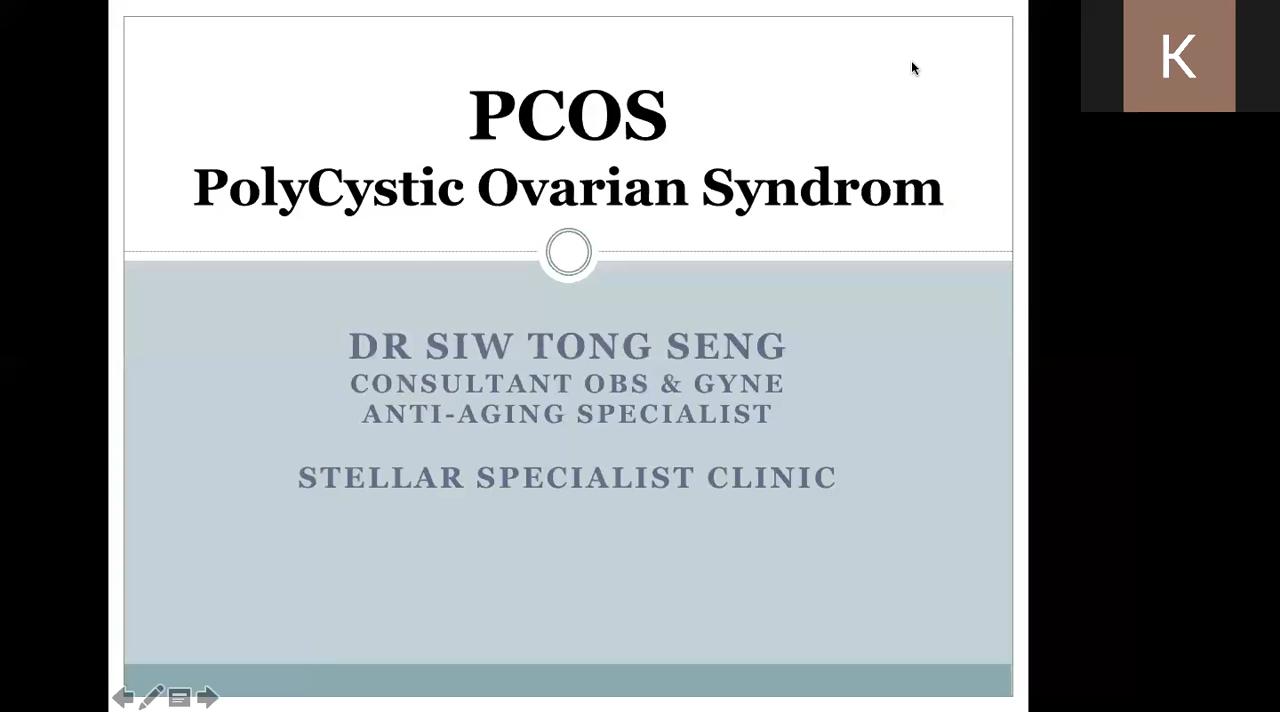 PCOS
PolyCystic Ovarian Syndrom
DR SIW TONG SENG
CONSULTANT OBS & GYNE
ANTI-AGING SPECIALIST
STELLAR SPECIALIST CLINIC
K